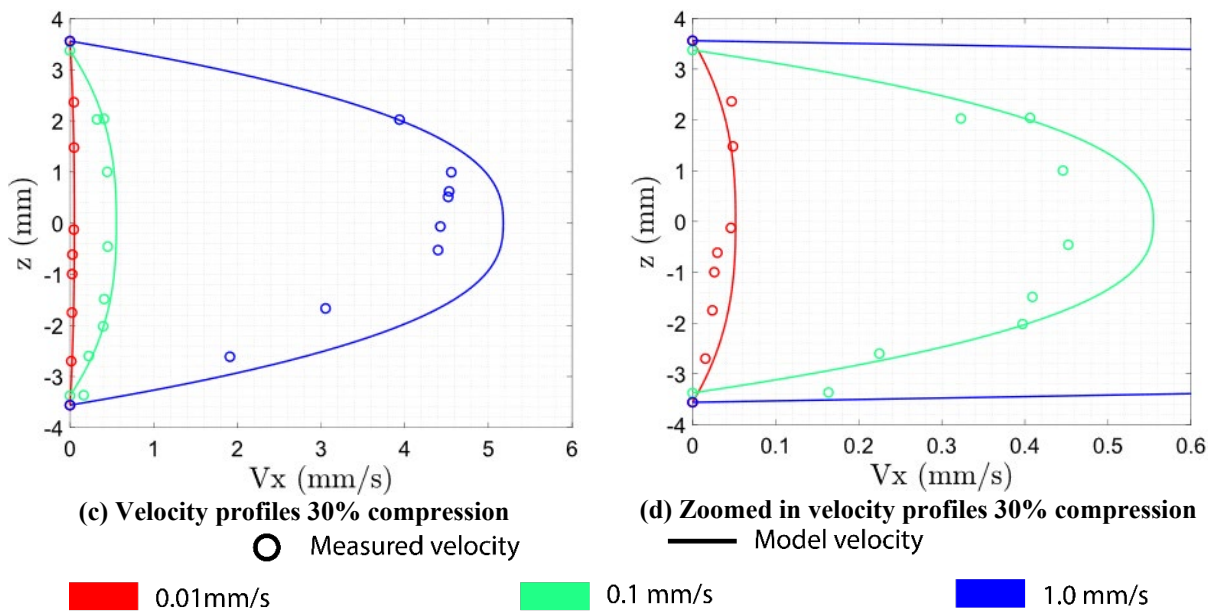 4
3
2
1
0
-1
-2
-3
-4
z (mm)
0 1 2 3 4 5 6
Vx (mm/s)
(c) Velocity profiles 30% compression
4
3
2
1
0
-1
-2
-3
-4
z (mm)
0 0.1 0.2 0.3 0.4 0.5 0.6
Vx (mm/s)
(d) Zoomed in velocity profiles 30% compression
Measured velocity
Model velocity
0.01mm/s
0.1 mm/s
1.0 mm/s